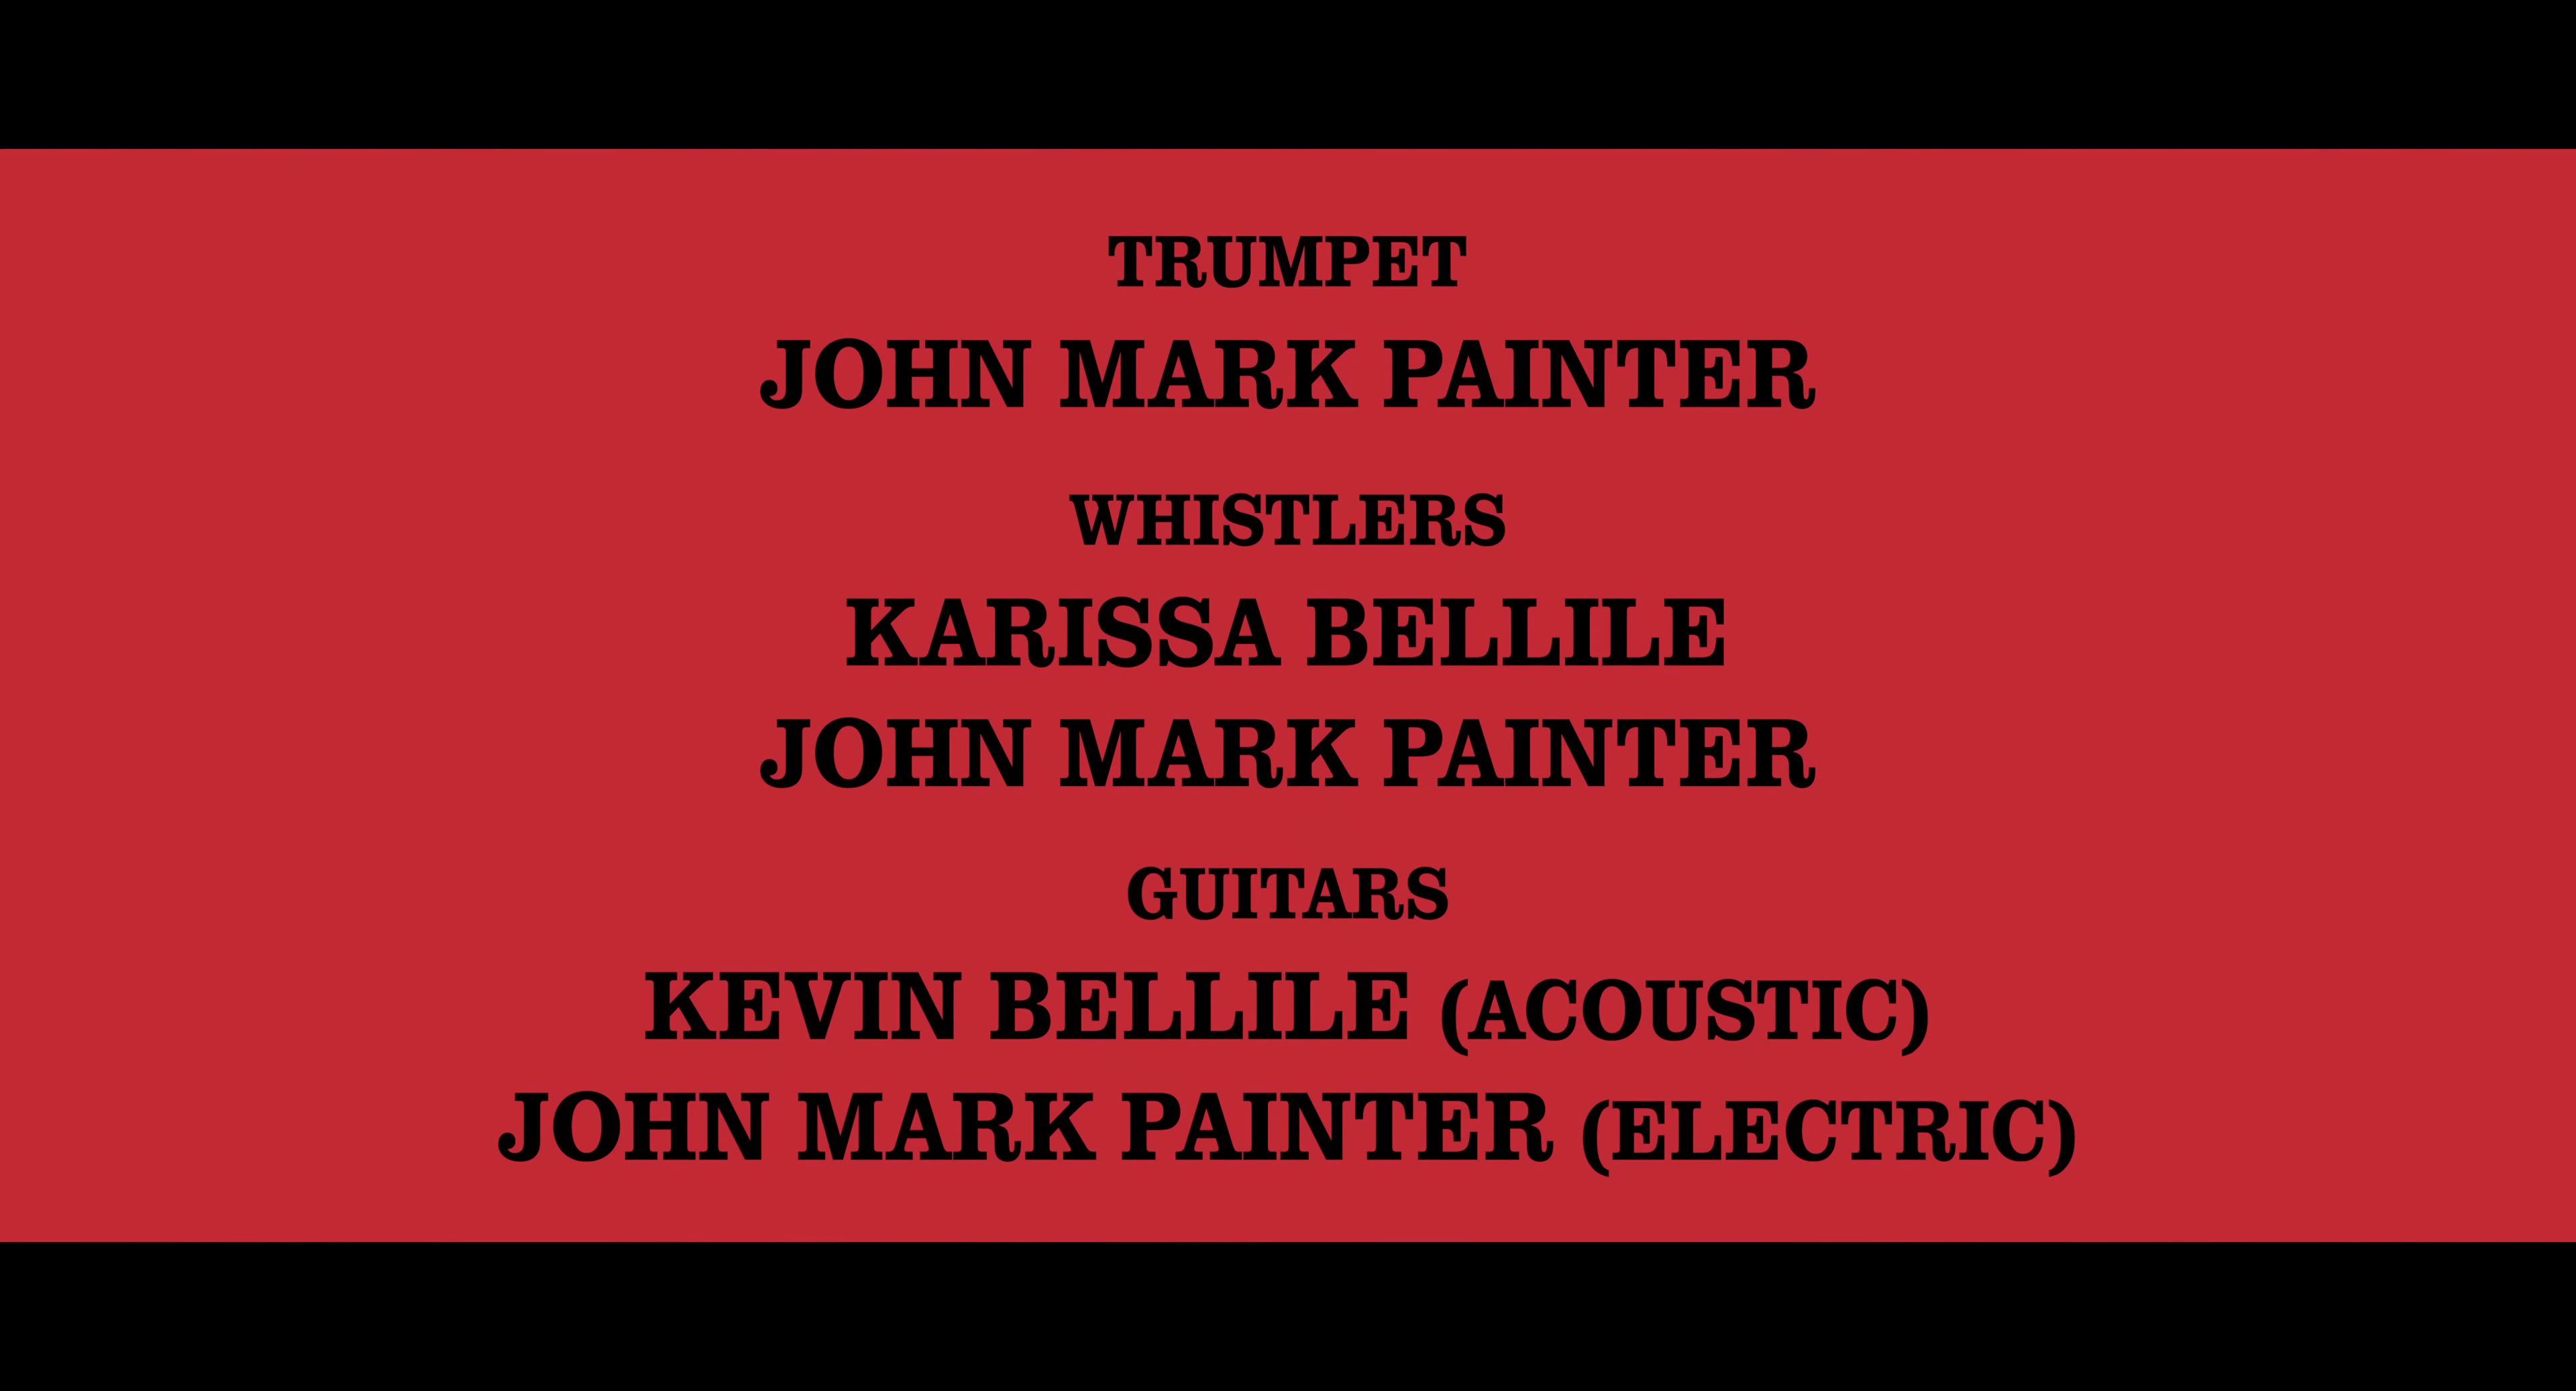 TRUMPET
JOHN MARK PAINTER
WHISTLERS
KARISSA BELLILE
JOHN MARK PAINTER
GUITARS
KEVIN BELLILE (ACOUSTIC)
JOHN MARK PAINTER (ELECTRIC)